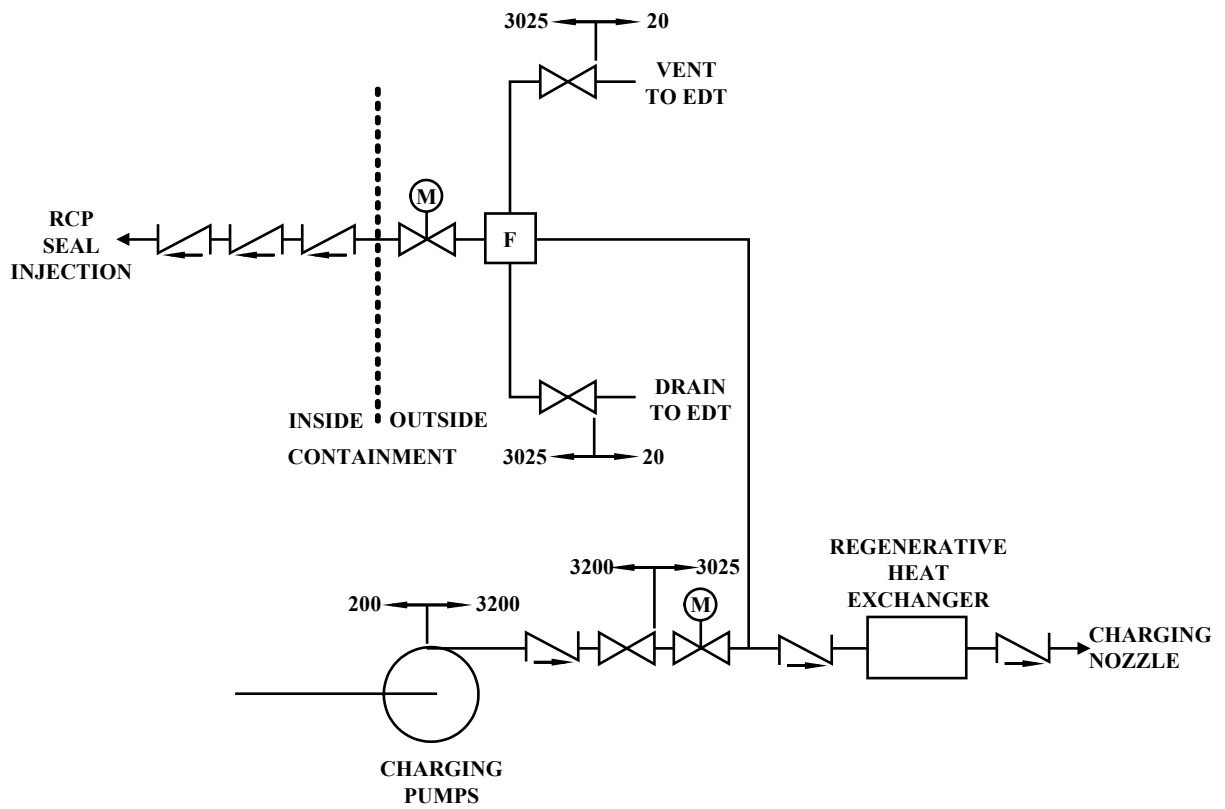 3025 20
VENT
TO EDT
M
RCP
SEAL
INJECTION
F
DRAIN
TO EDT
INSIDE OUTSIDE
CONTAINMENT
3025 20
REGENERATIVE
HEAT
EXCHANGER
3200 3025
200 3200
M
CHARGING
NOZZLE
CHARGING
PUMPS